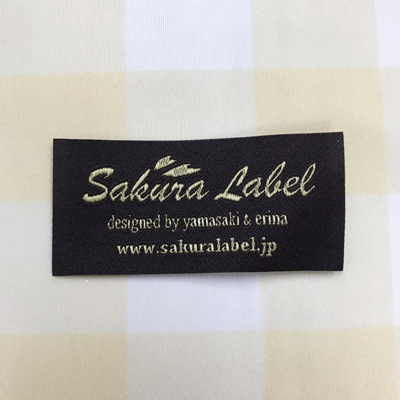 Sakura Label
designed by yamasaki & erina
www.sakuralabel.jp